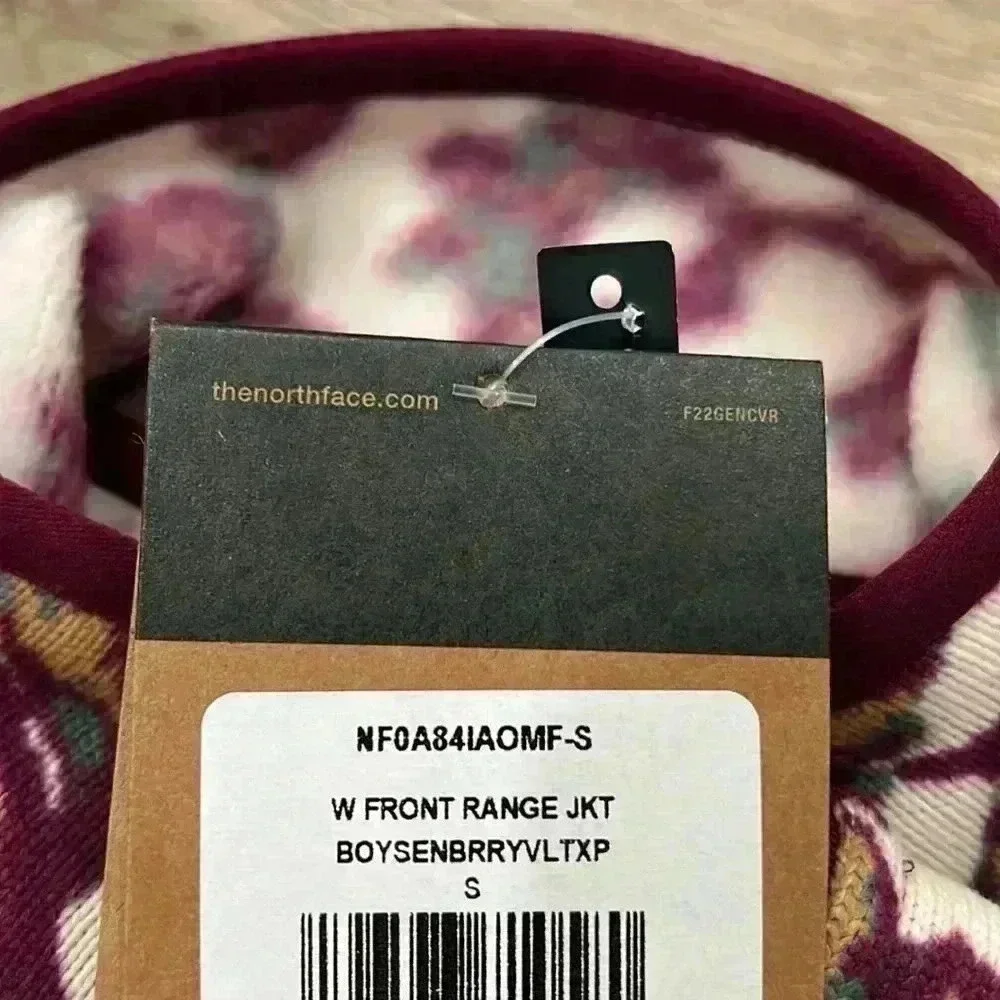 thenorthface.com
F22GENCVR
NF0A84IAOMF-S
W FRONT RANGE JKT
BOYSENBRRYVLTXP
S